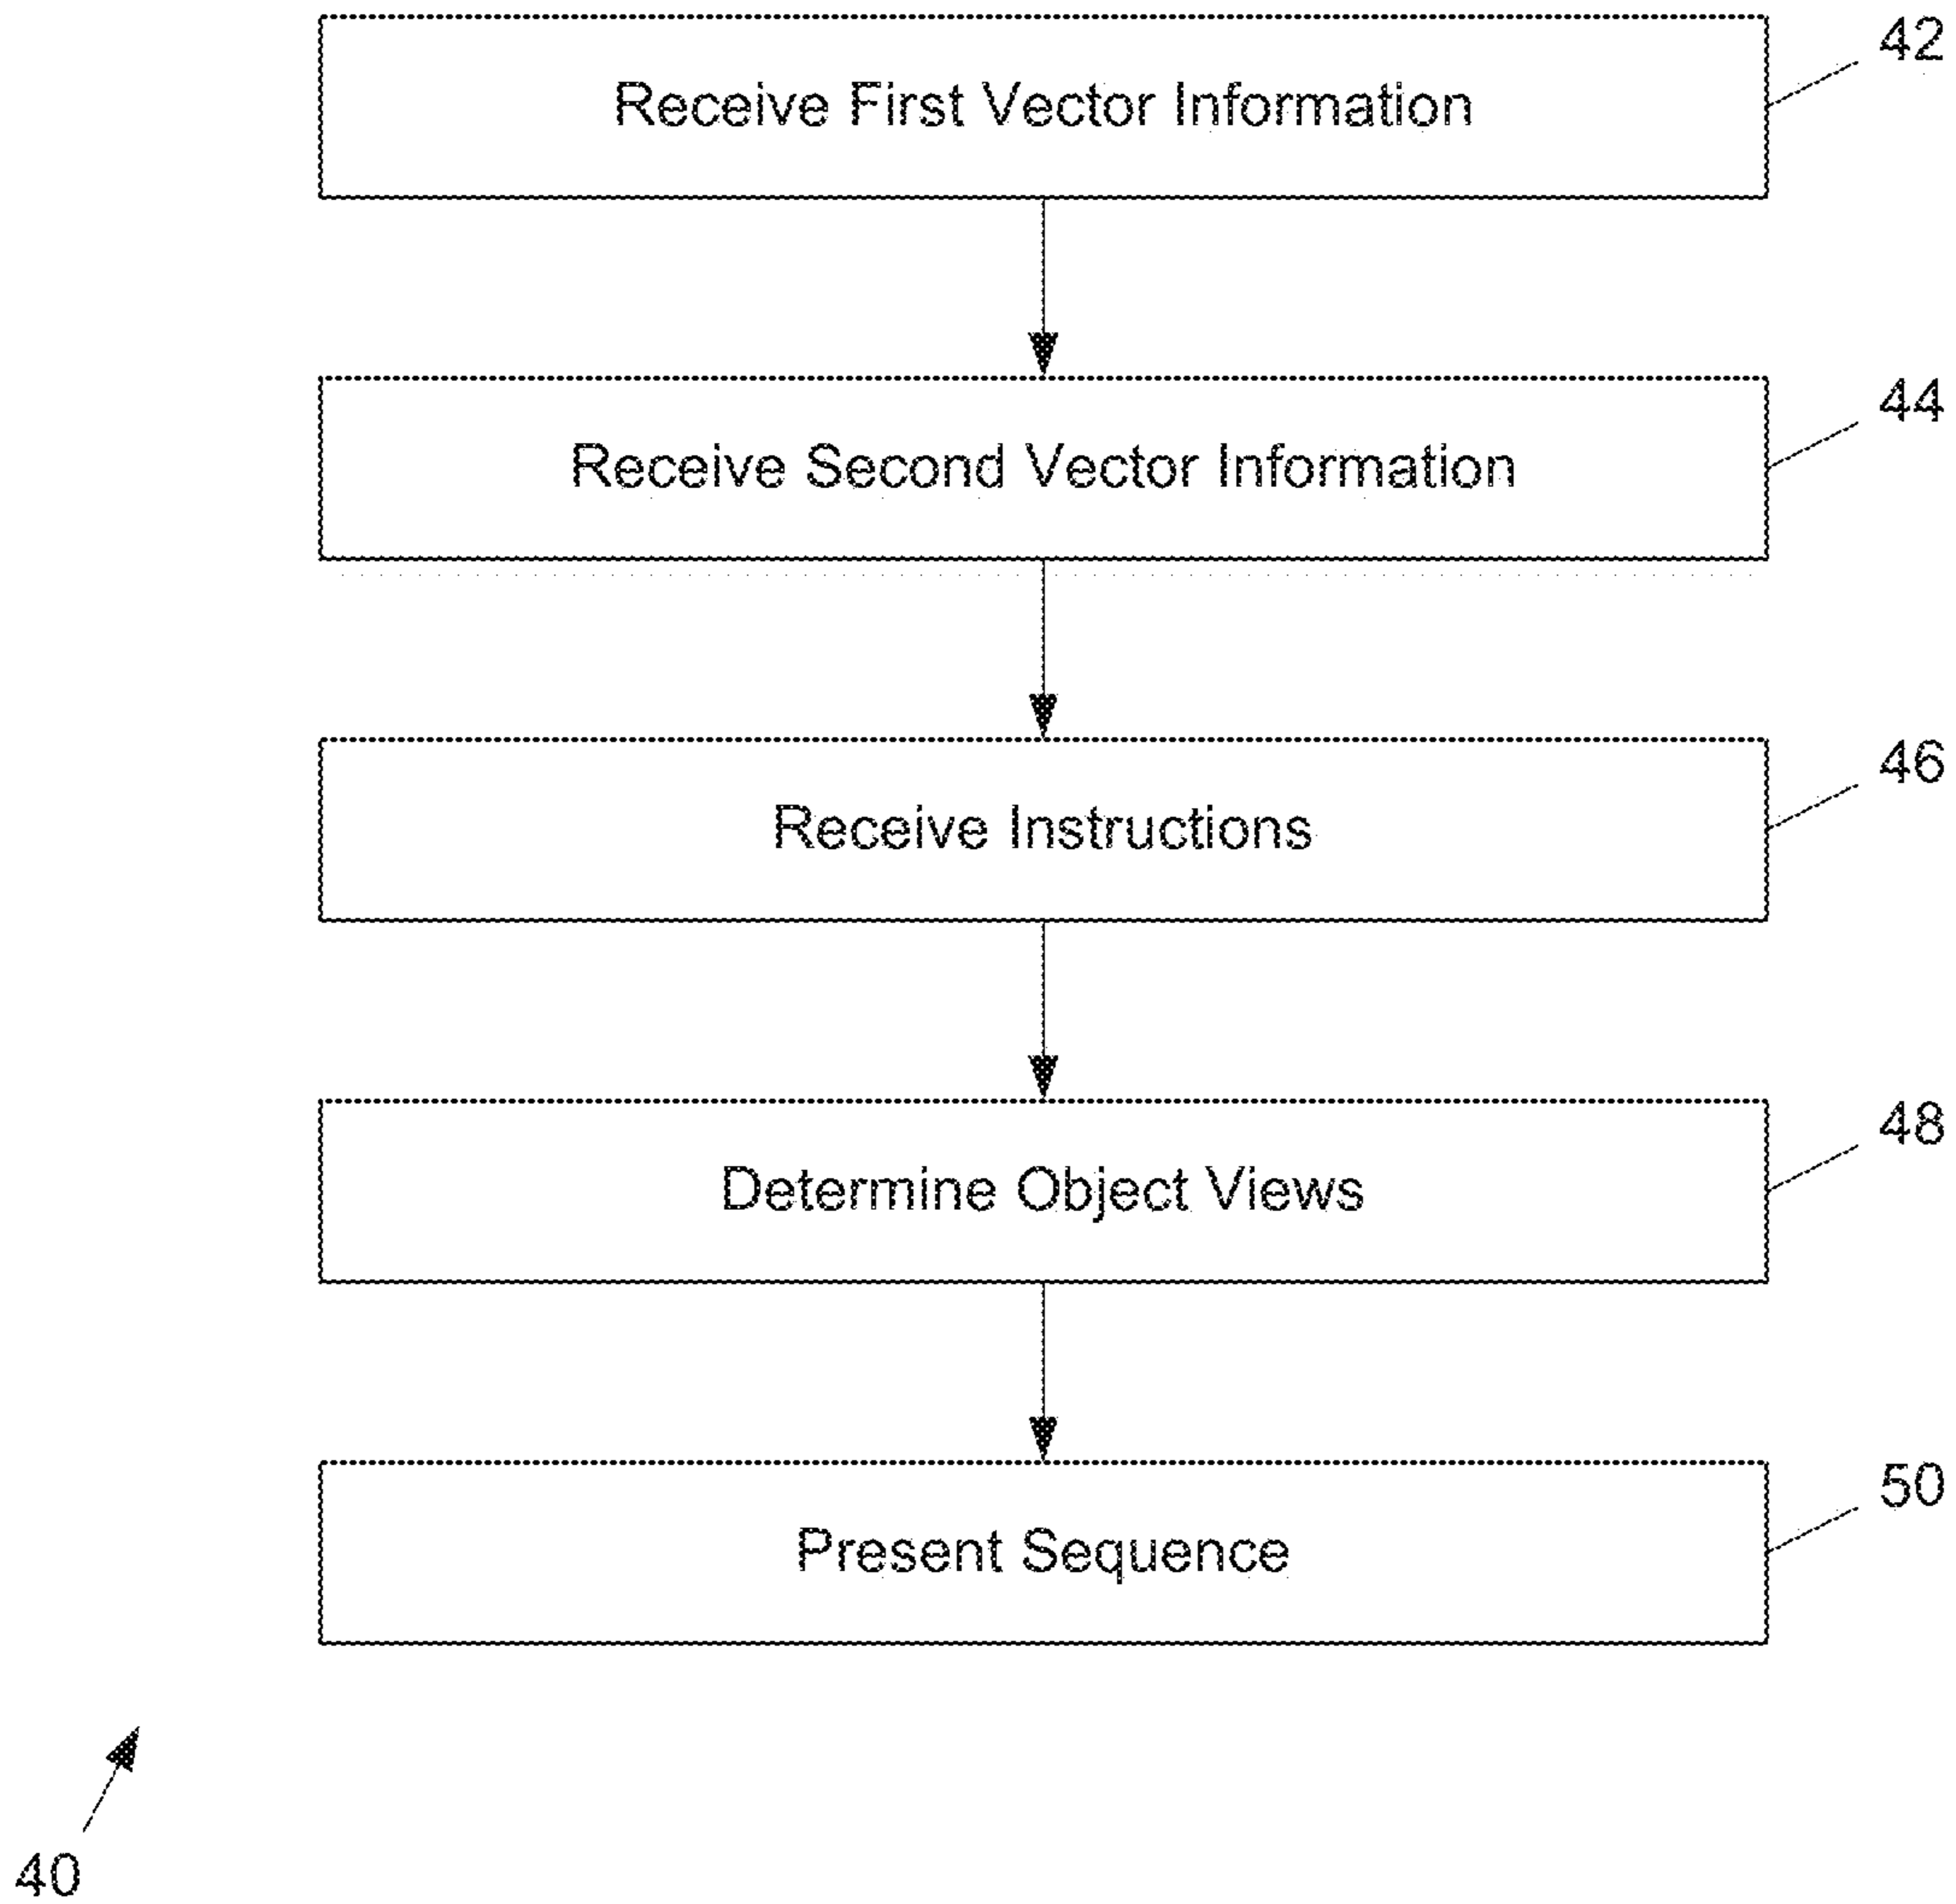 42
Receive First Vector Information
44
Receive Second Vector Information
46
Receive Instructions
48
Determine Object Views
50
Present Sequence
40